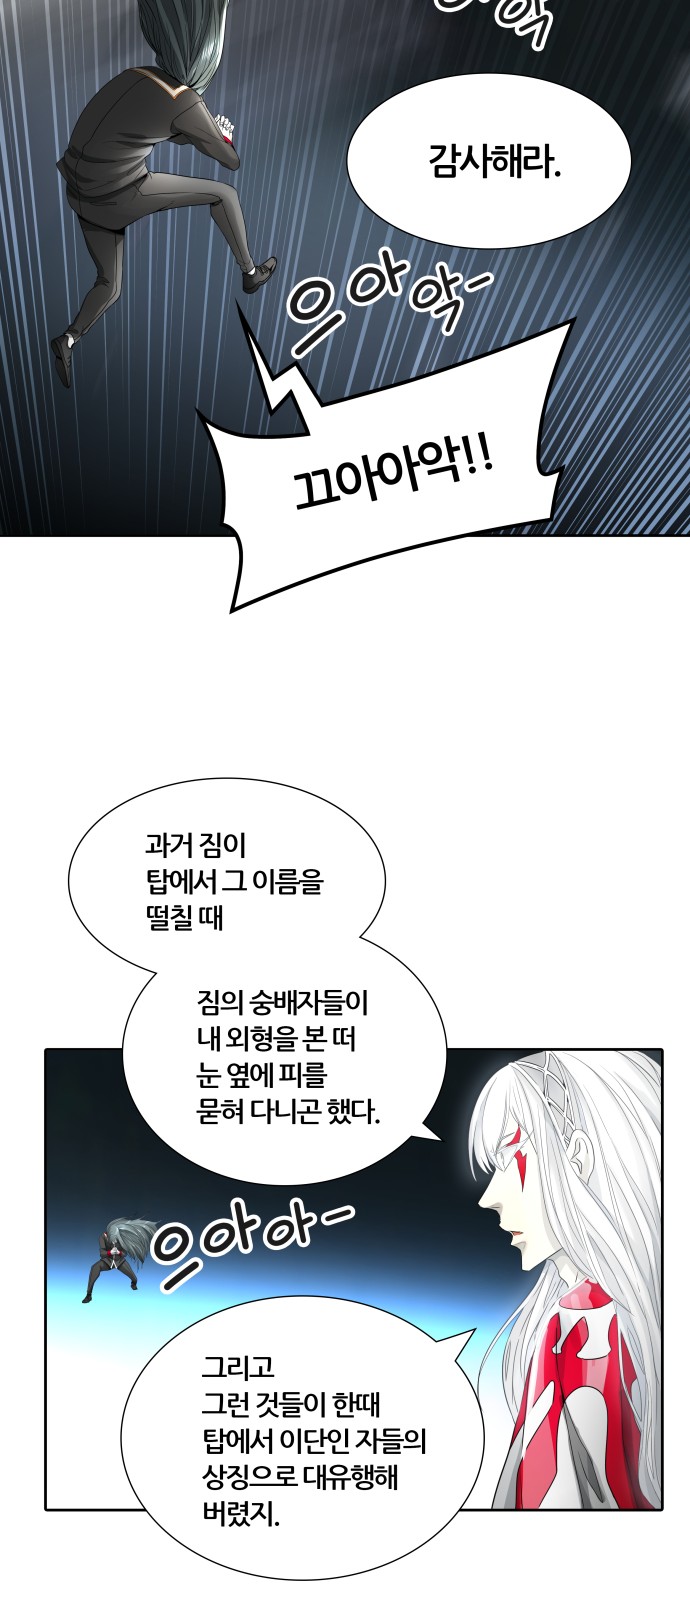 아악
감사해라.
으아악-
끄아아악!!
과거 짐이
탑에서 그 이름을
떨칠 때
짐의 숭배자들이
내 외형을 본 떠
눈 옆에 피를
묻혀 다니곤 했다.
으아아-
그리고
그런 것들이 한때
탑에서 이단인 자들의
상징으로 대유행해
버렸지.